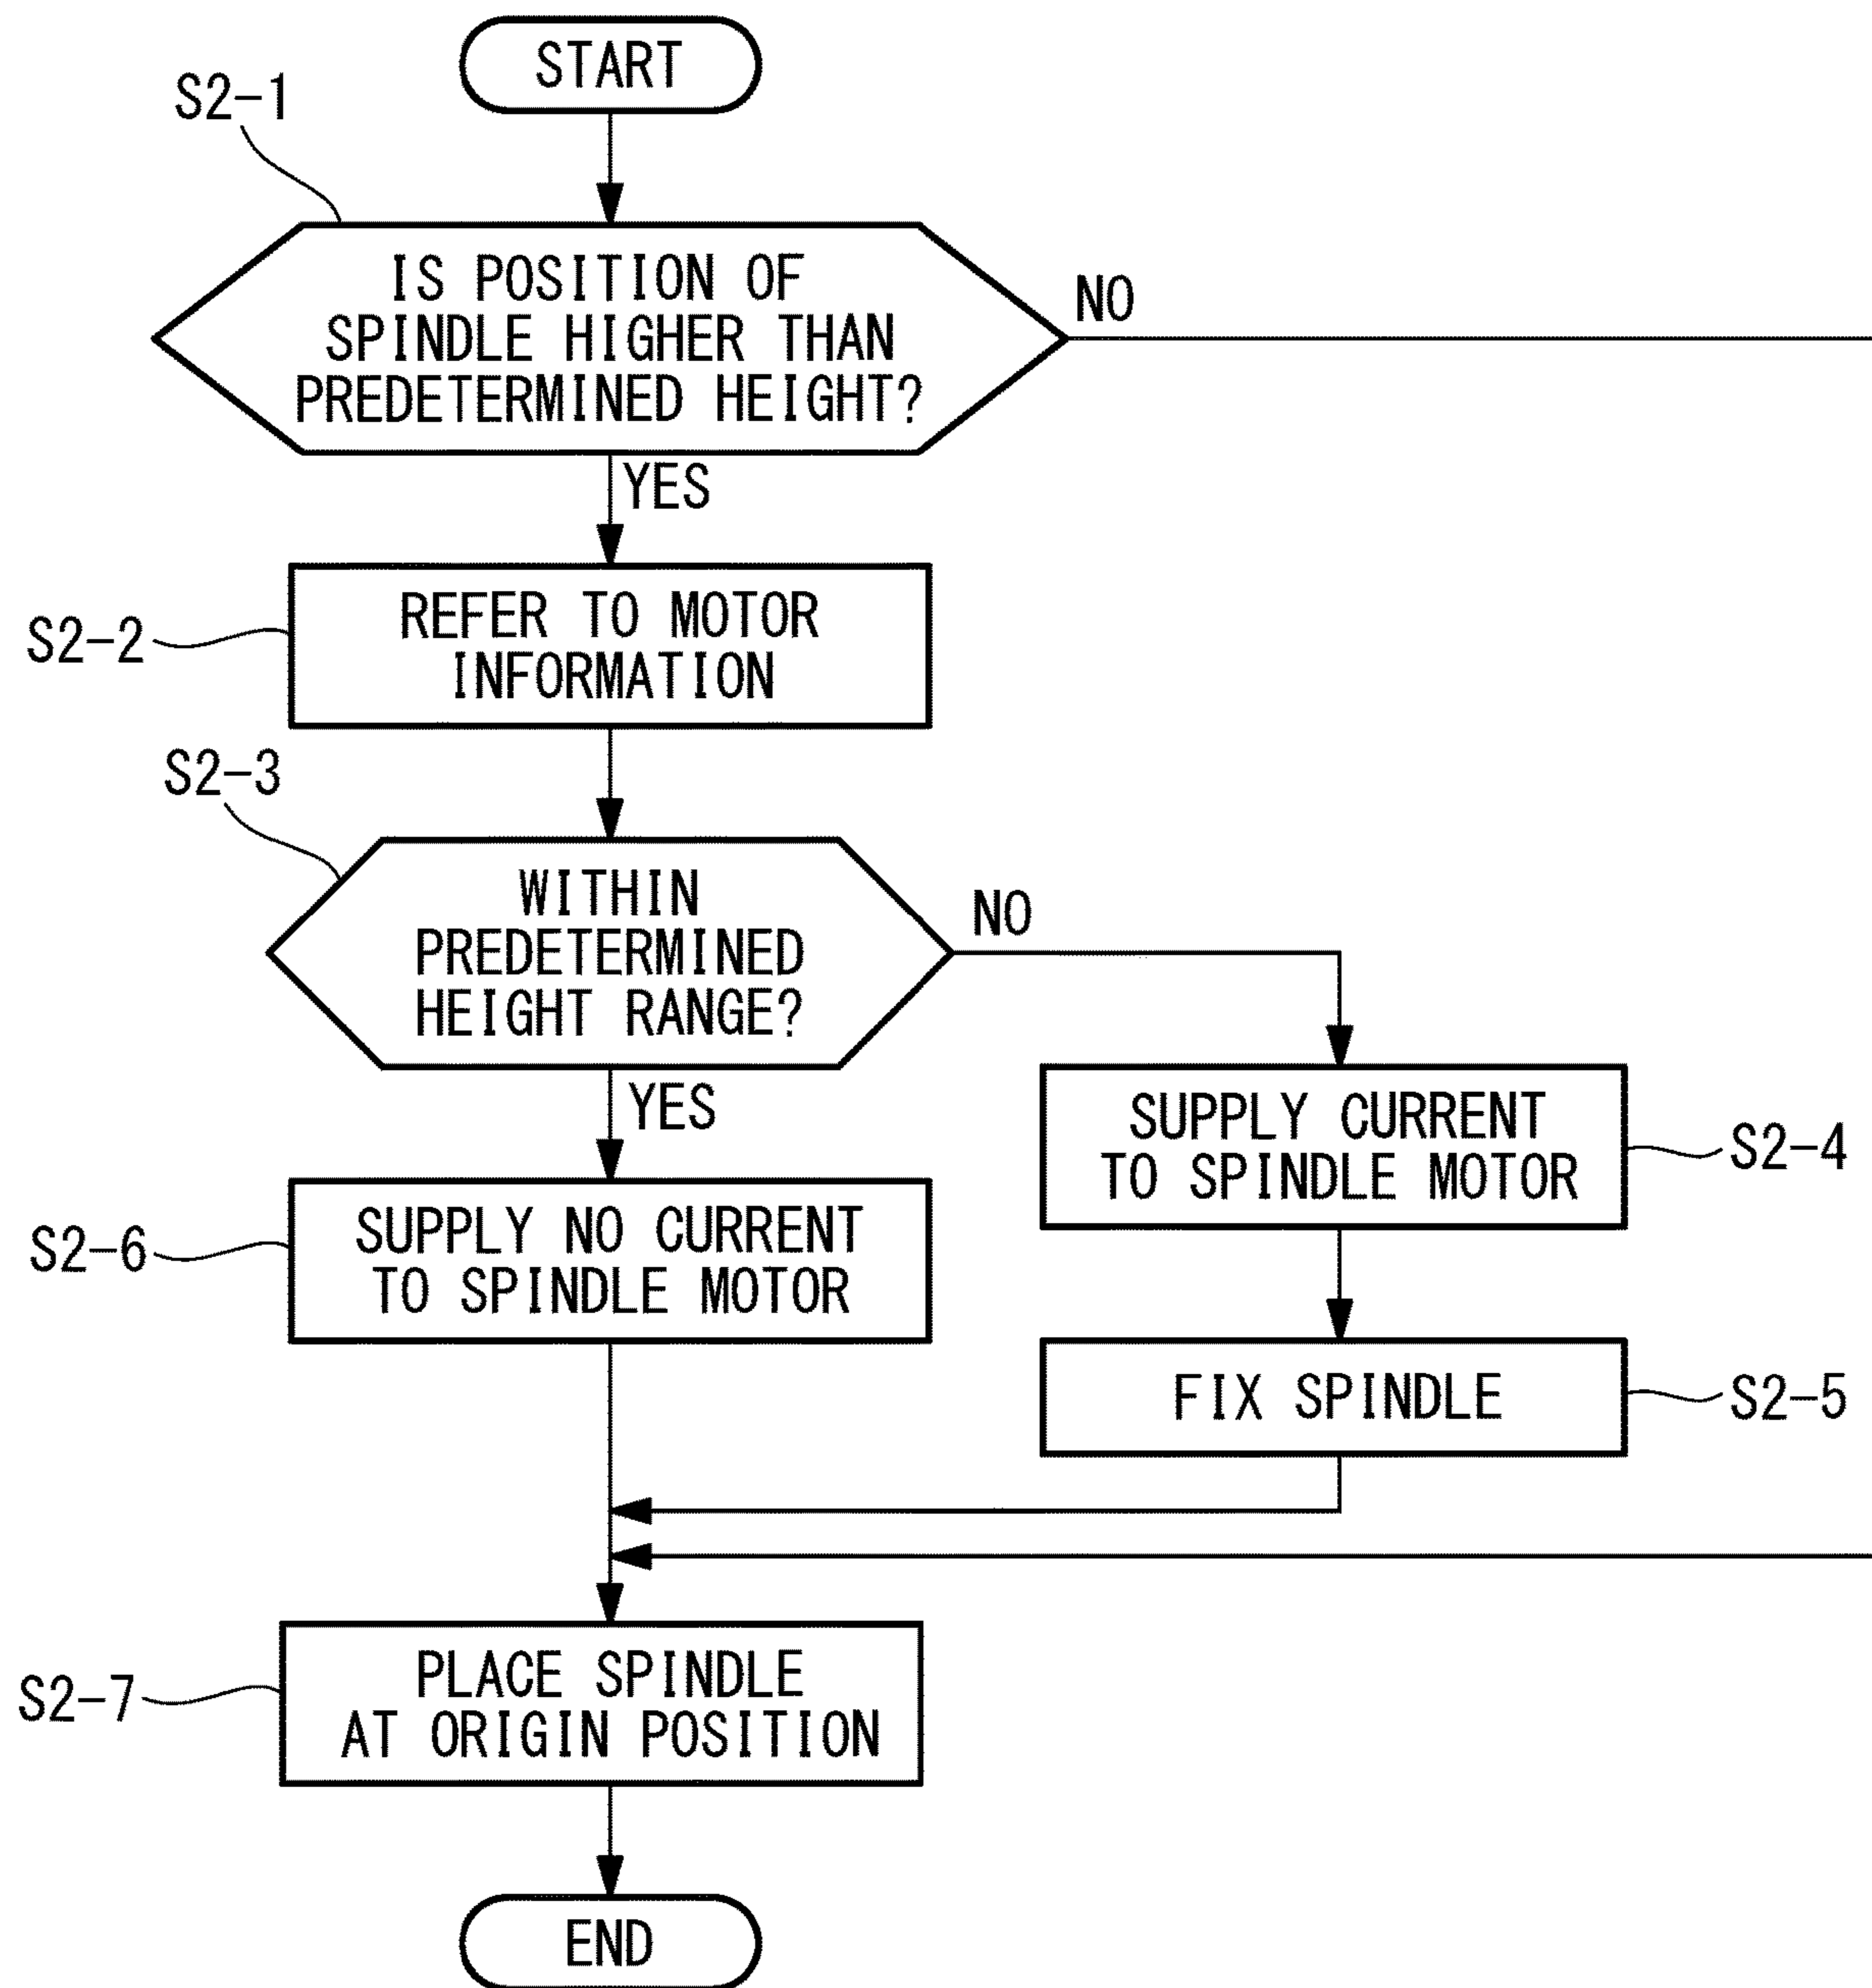 START
S2-1
IS POSITION OF
SPINDLE HIGHER THAN
PREDETERMINED HEIGHT?
NO
YES
S2-2
REFER TO MOTOR
INFORMATION
S2-3
WITHIN
PREDETERMINED
HEIGHT RANGE?
NO
YES
SUPPLY CURRENT
TO SPINDLE MOTOR
S2-4
S2-6
SUPPLY NO CURRENT
TO SPINDLE MOTOR
FIX SPINDLE
S2-5
S2-7
PLACE SPINDLE
AT ORIGIN POSITION
END